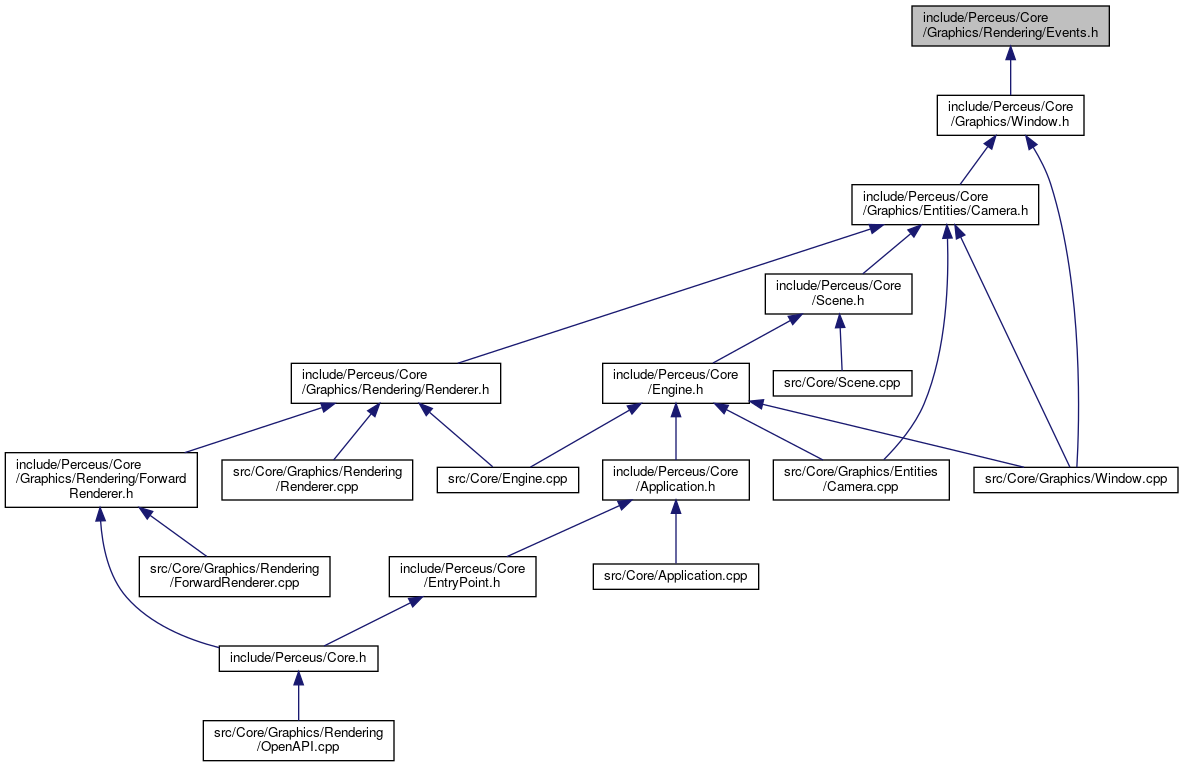 include/Perceus/Core
/Graphics/Rendering/Events.h
include/Perceus/Core
/Graphics/Window.h
include/Perceus/Core
/Graphics/Entities/Camera.h
include/Perceus/Core
/Scene.h
include/Perceus/Core
/Graphics/Rendering/Renderer.h
include/Perceus/Core
/Engine.h
src/Core/Scene.cpp
include/Perceus/Core
/Graphics/Rendering/Forward
Renderer.h
src/Core/Graphics/Rendering
/Renderer.cpp
src/Core/Engine.cpp
include/Perceus/Core
/Application.h
src/Core/Graphics/Entities
/Camera.cpp
src/Core/Graphics/Window.cpp
src/Core/Graphics/Rendering
/ForwardRenderer.cpp
include/Perceus/Core
/EntryPoint.h
src/Core/Application.cpp
include/Perceus/Core.h
src/Core/Graphics/Rendering
/OpenAPI.cpp